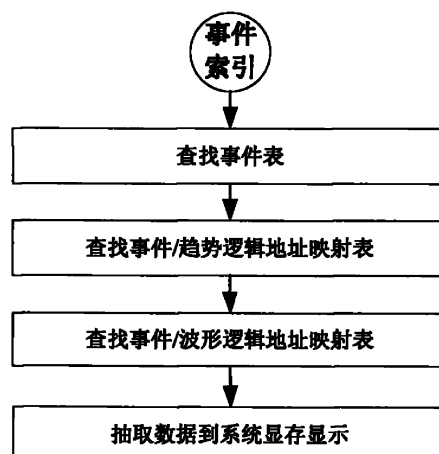 事件
索引
查找事件表
查找事件/趋势逻辑地址映射表
查找事件/波形逻辑地址映射表
抽取数据到系统显存显示